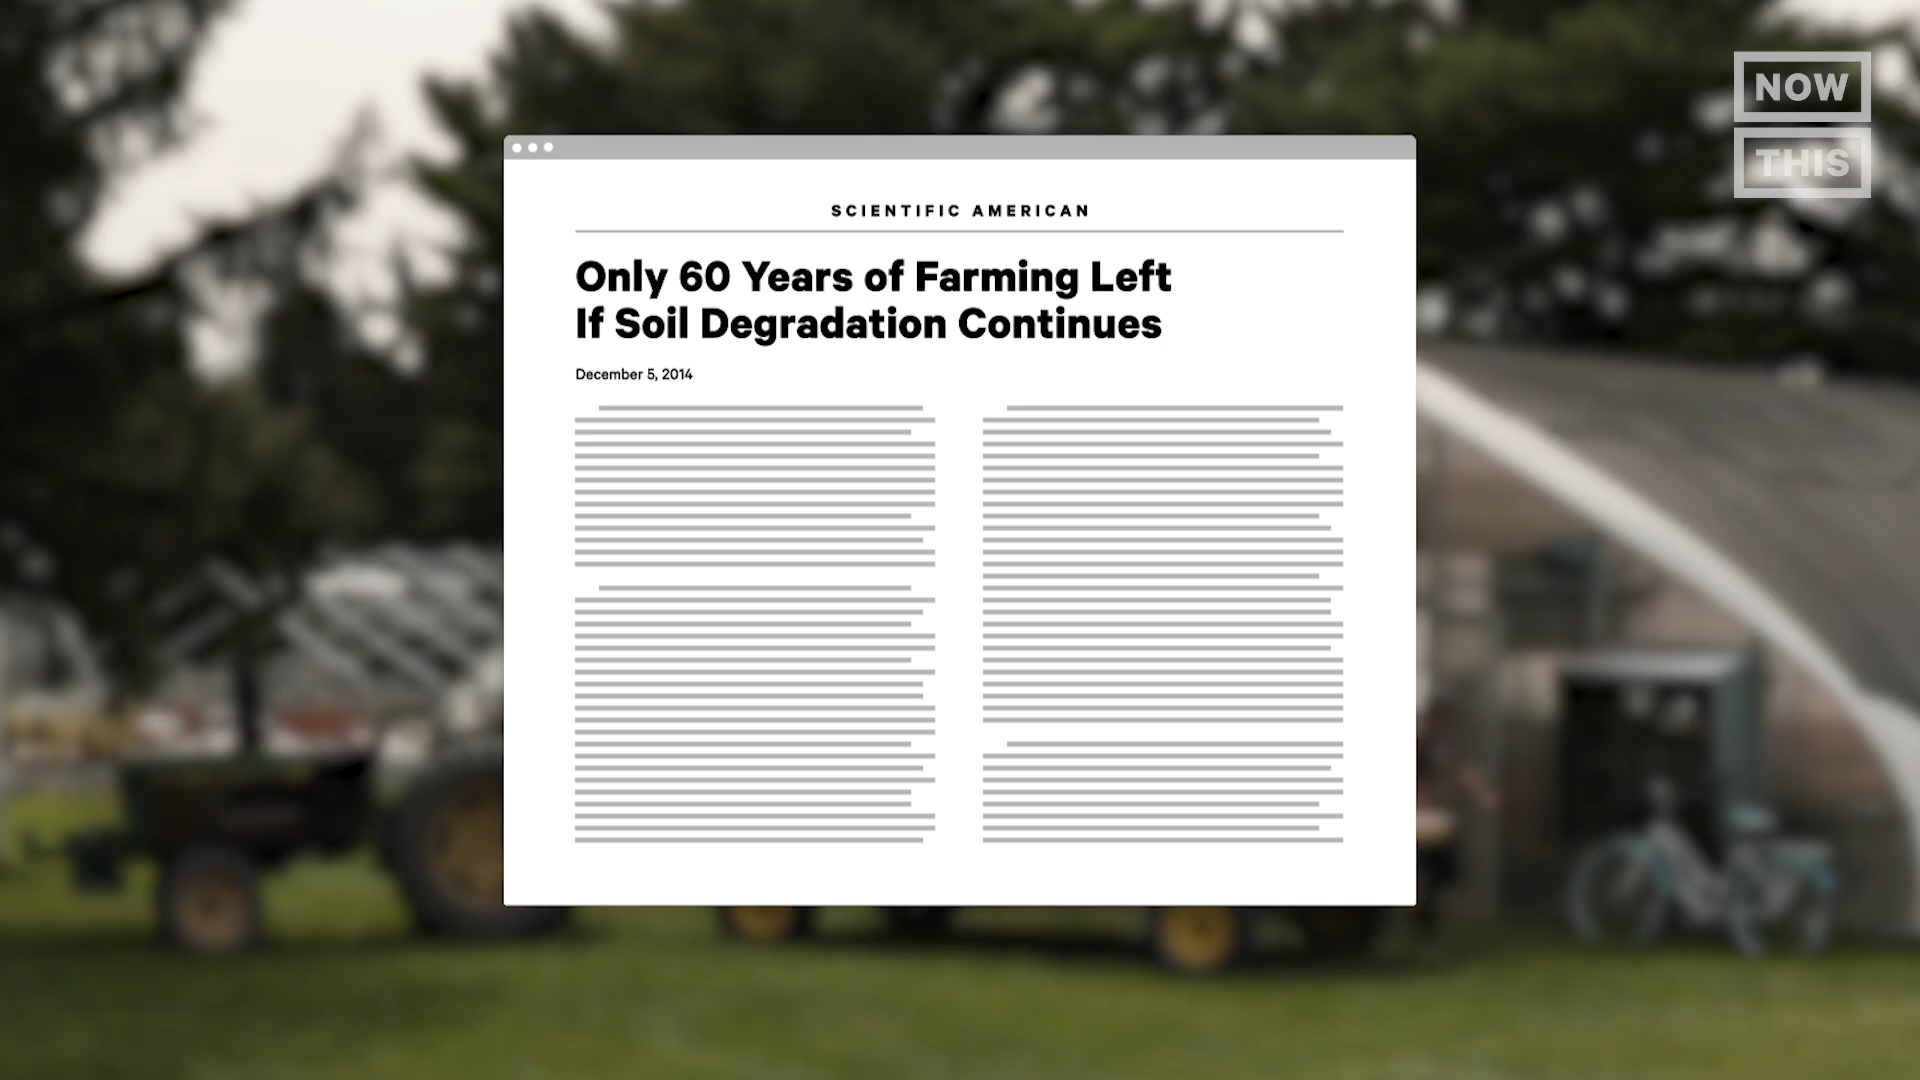 NOW
THIS
SCIENTIFIC AMERICAN
Only 60 Years of Farming Left
If Soil Degradation Continues
December 5, 2014